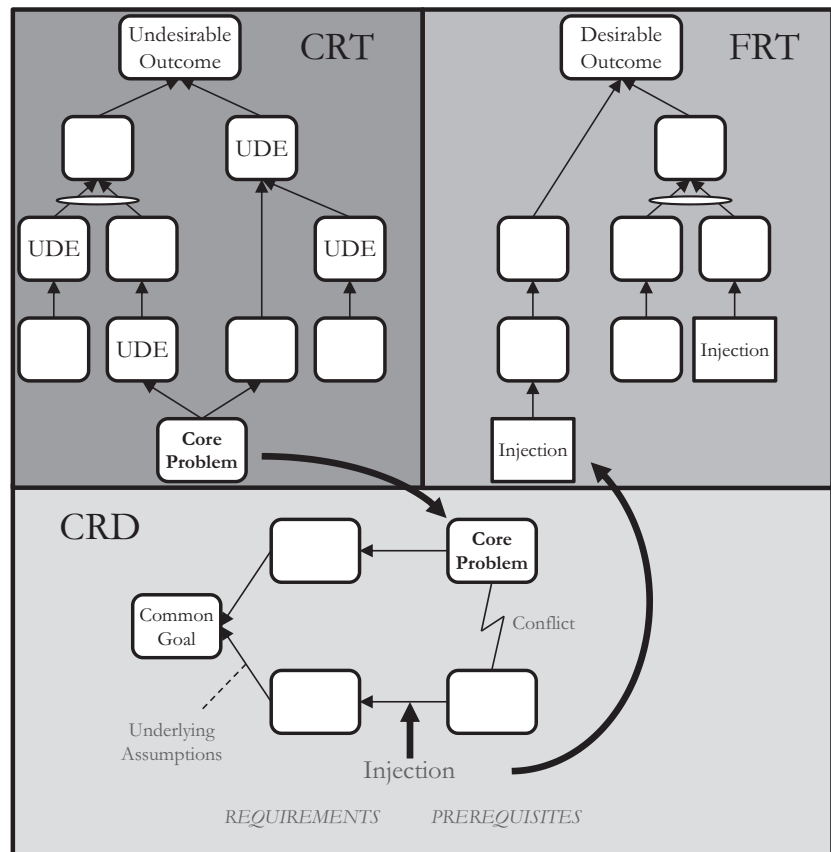 CRT
Undesirable
Outcome
UDE
UDE
UDE
UDE
Core
Problem
FRT
Desirable
Outcome
Injection
Injection
CRD
Core
Problem
Common
Goal
Conflict
Underlying
Assumptions
Injection
REQUIREMENTS
PREREQUISITES